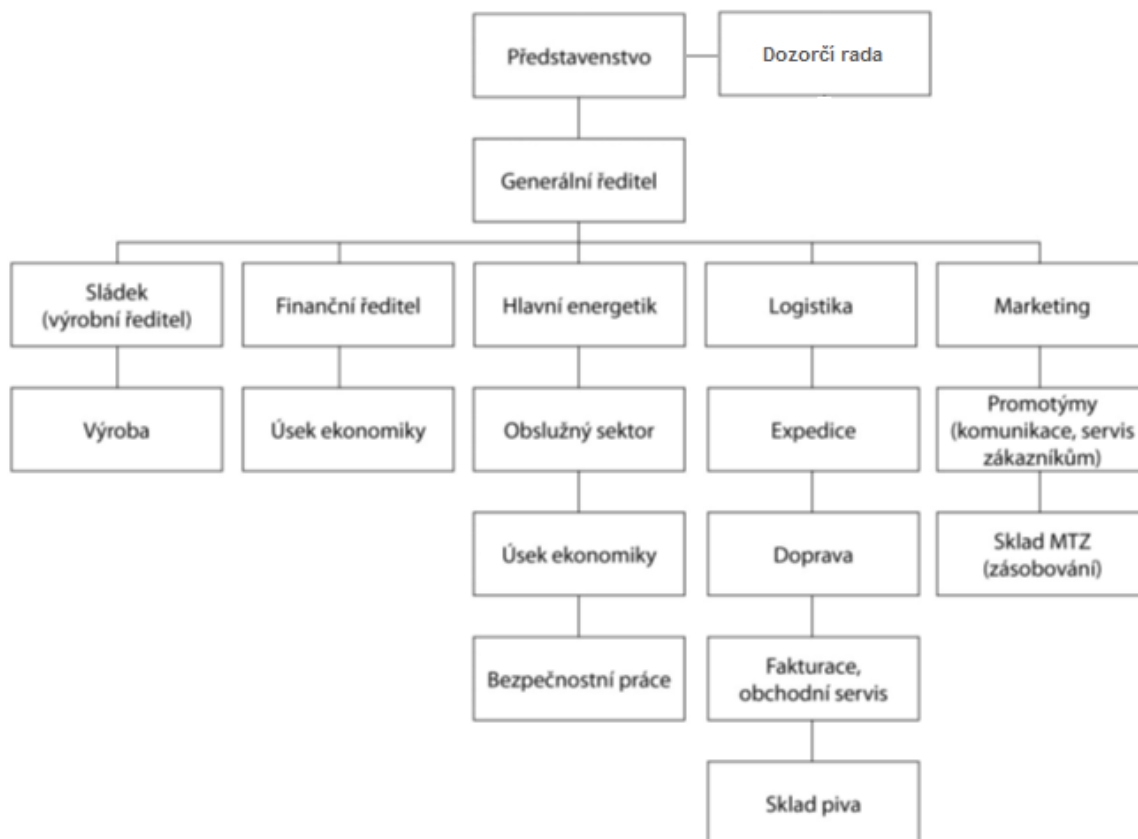 Představenstvo
Dozorčí rada
Generální ředitel
Sládek
(výrobní ředitel)
Finanční ředitel
Hlavní energetik
Logistika
Marketing
Výroba
Úsek ekonomiky
Obslužný sektor
Expedice
Promotýmy
(komunikace, servis
zákazníkům)
Úsek ekonomiky
Doprava
Sklad MTZ
(zásobování)
Bezpečnostní práce
Fakturace,
obchodní servis
Sklad piva